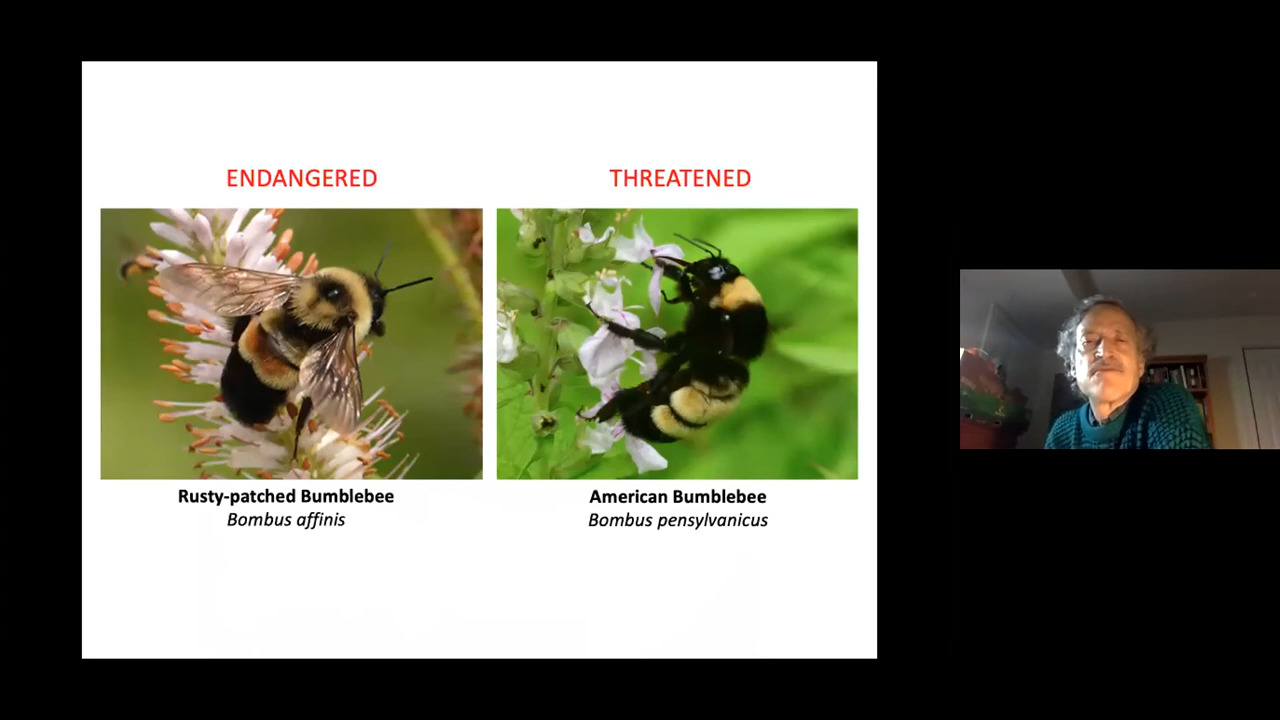 ENDANGERED
THREATENED
Rusty-patched Bumblebee
Bombus affinis
American Bumblebee
Bombus pensylvanicus